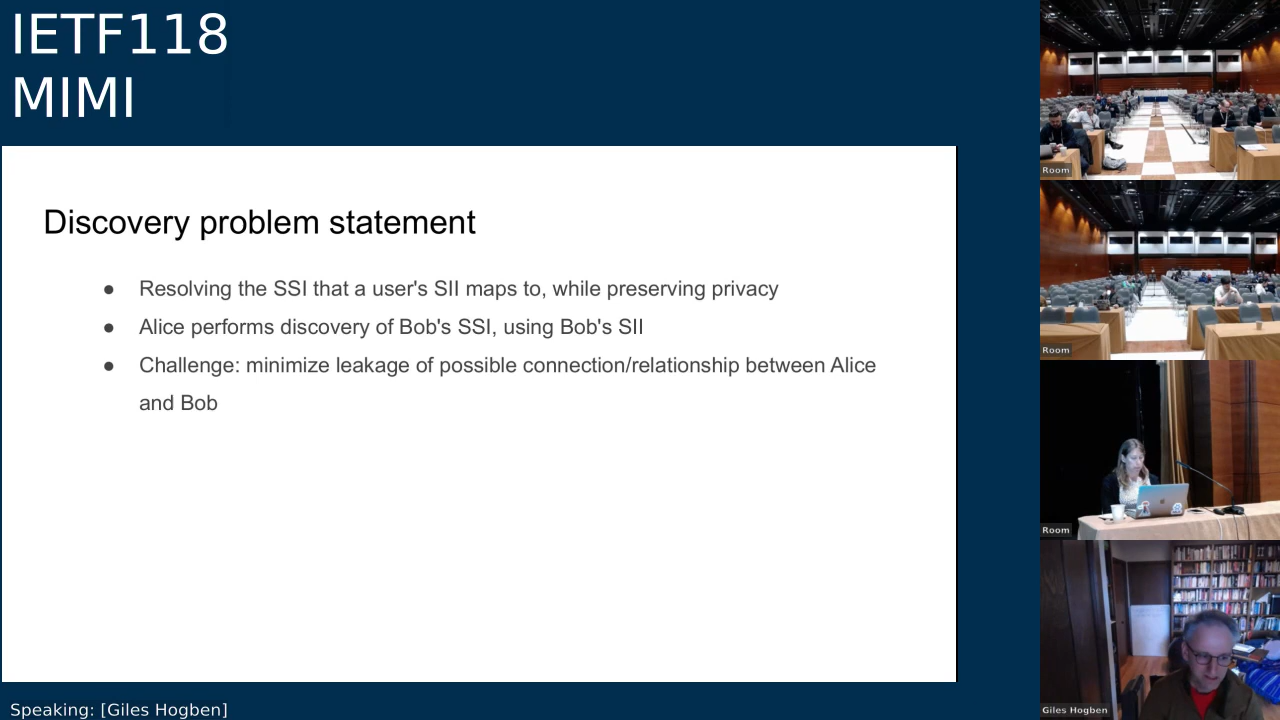 IETF118
MIMI
Discovery problem statement
● Resolving the SSI that a user's SII maps to, while preserving privacy
● Alice performs discovery of Bob's SSI, using Bob's SII
● Challenge: minimize leakage of possible connection/relationship between Alice
and Bob
Speaking: [Giles Hogben]
Room
Room
Room
Giles Hogben